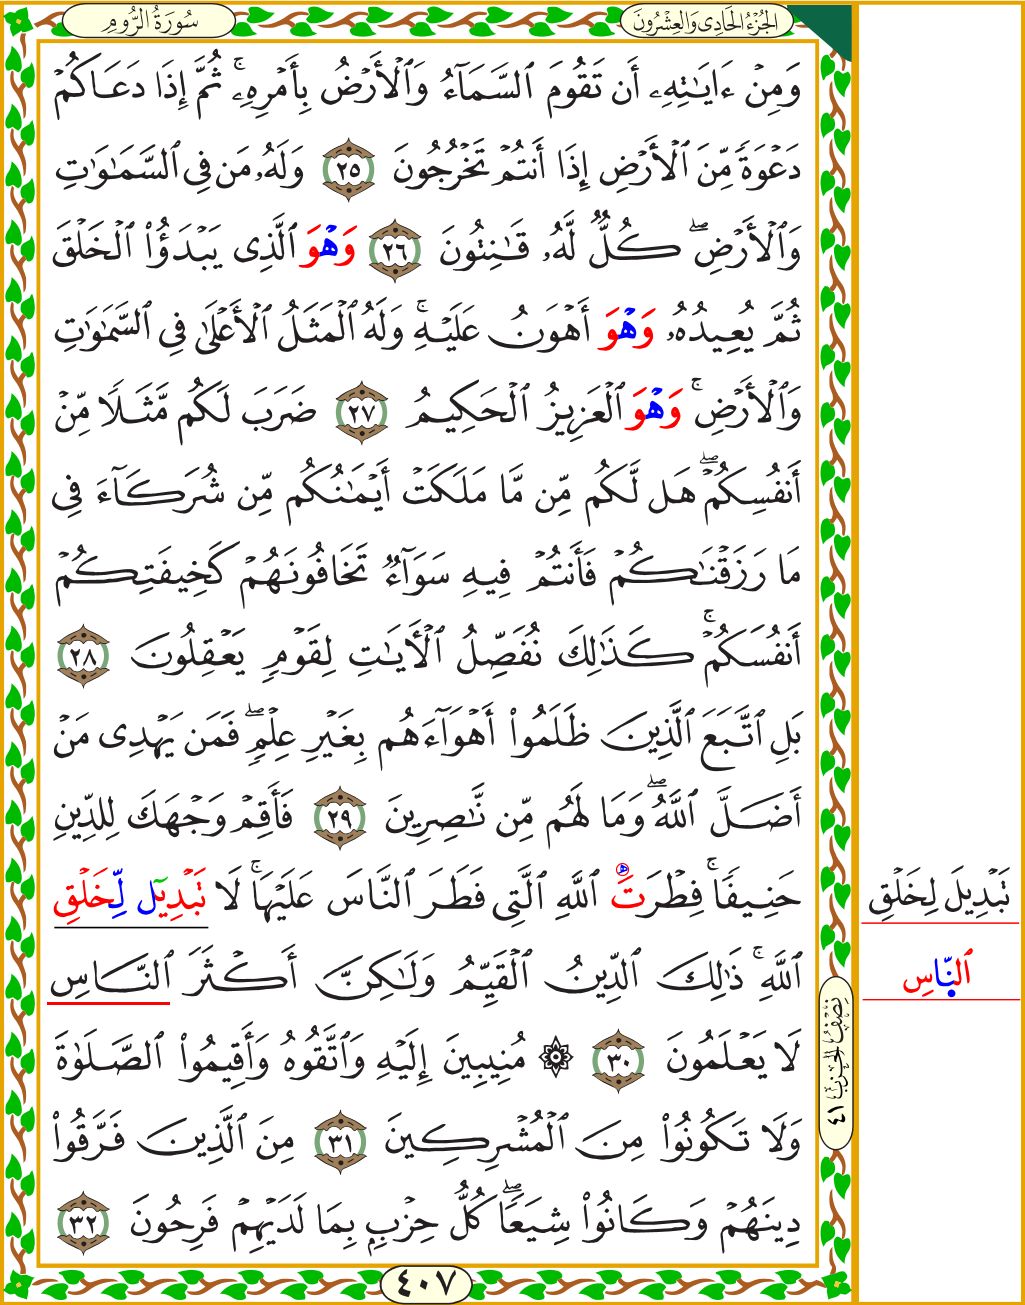 سُورَةُ الرُّومِ
الجُزْءُ الحَادِى وَالعِشْرُونَ
وَمِنْ ءَايَـٰتِهِۦٓ أَن تَقُومَ ٱلسَّمَآءُ وَٱلْأَرْضُ بِأَمْرِهِۦ ۚ ثُمَّ إِذَا دَعَاكُمْ
دَعْوَةً مِّنَ ٱلْأَرْضِ إِذَآ أَنتُمْ تَخْرُجُونَ ٢٥ وَلَهُۥ مَن فِى ٱلسَّمَـٰوَٰتِ
وَٱلْأَرْضِ ۖ كُلٌّ لَّهُۥ قَـٰنِتُونَ ٢٦ وَهْوَ ٱلَّذِى يَبْدَؤُا۟ ٱلْخَلْقَ
ثُمَّ يُعِيدُهُۥ وَهْوَ أَهْوَنُ عَلَيْهِ ۚ وَلَهُ ٱلْمَثَلُ ٱلْأَعْلَىٰ فِى ٱلسَّمَـٰوَٰتِ
وَٱلْأَرْضِ ۚ وَهْوَ ٱلْعَزِيزُ ٱلْحَكِيمُ ٢٧ ضَرَبَ لَكُم مَّثَلًا مِّنْ
أَنفُسِكُمْ ۖ هَل لَّكُم مِّن مَّا مَلَكَتْ أَيْمَـٰنُكُم مِّن شُرَكَآءَ فِى
مَا رَزَقْنَـٰكُمْ فَأَنتُمْ فِيهِ سَوَآءٌ تَخَافُونَهُمْ كَخِيفَتِكُمْ
أَنفُسَكُمْ ۚ كَذَٰلِكَ نُفَصِّلُ ٱلْأَيَـٰتِ لِقَوْمٍ يَعْقِلُونَ ٢٨
بَلِ ٱتَّبَعَ ٱلَّذِينَ ظَلَمُوٓا۟ أَهْوَآءَهُم بِغَيْرِ عِلْمٍ ۖ فَمَن يَهْدِى مَنْ
أَضَلَّ ٱللَّهُ ۖ وَمَا لَهُم مِّن نَّـٰصِرِينَ ٢٩ فَأَقِمْ وَجْهَكَ لِلدِّينِ
حَنِيفًا ۚ فِطْرَتَ ٱللَّهِ ٱلَّتِى فَطَرَ ٱلنَّاسَ عَلَيْهَا ۚ لَا تَبْدِيل لِّخَلْقِ
ٱللَّهِ ۚ ذَٰلِكَ ٱلدِّينُ ٱلْقَيِّمُ وَلَـٰكِنَّ أَكْثَرَ ٱلنَّاسِ
لَا يَعْلَمُونَ ٣٠ ۞ مُنِيبِينَ إِلَيْهِ وَٱتَّقُوهُ وَأَقِيمُوا۟ ٱلصَّلَوٰةَ
وَلَا تَكُونُوا۟ مِنَ ٱلْمُشْرِكِينَ ٣١ مِنَ ٱلَّذِينَ فَرَّقُوا۟
دِينَهُمْ وَكَانُوا۟ شِيَعًا ۖ كُلُّ حِزْبٍۭ بِمَا لَدَيْهِمْ فَرِحُونَ ٣٢
تَبْدِيلَ لِخَلْقِ
ٱلنَّاسِ
نِصْفُ الحِزْبِ ٤١
٤٠٧